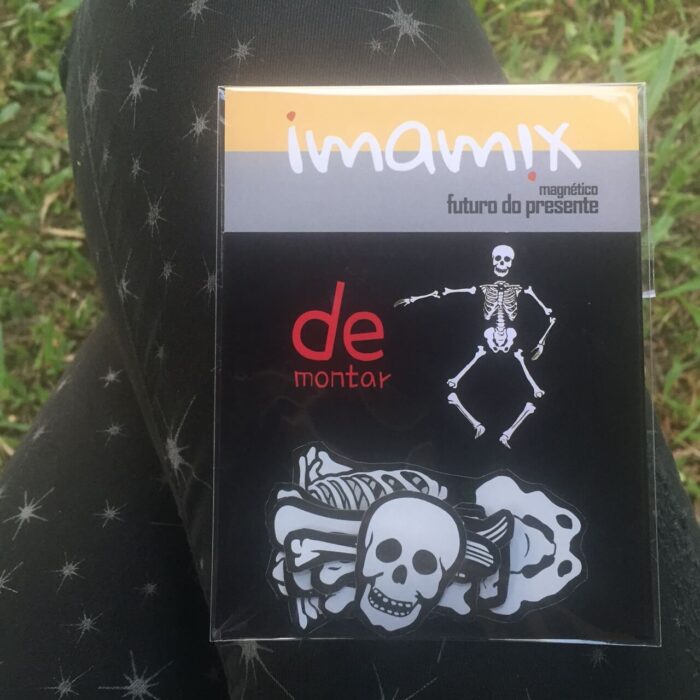 imamix
magnético
futuro do presente
de
montar